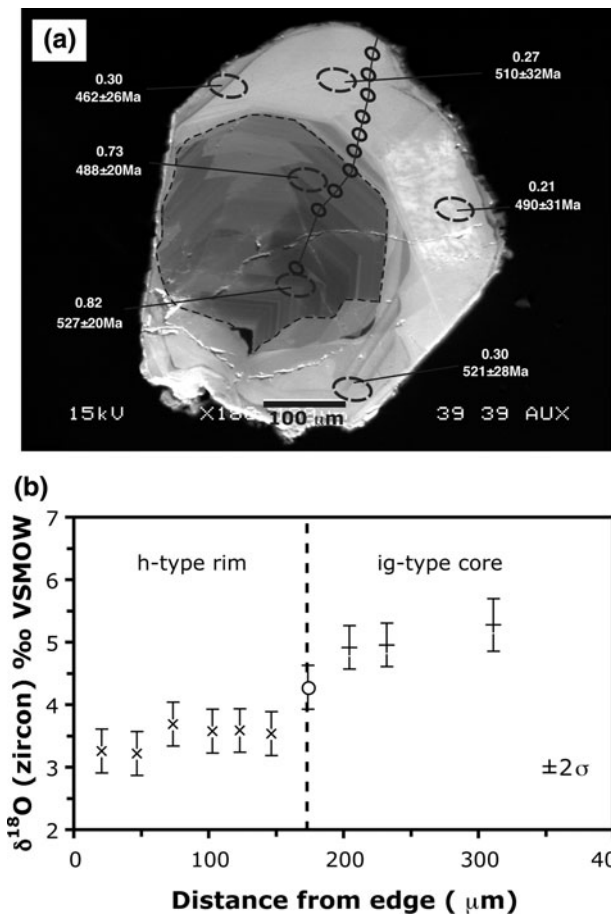 (a)
0.30
462±26Ma
0.27
510±32Ma
0.73
488±20Ma
0.21
490±31Ma
0.82
527±20Ma
0.30
521±28Ma
15kV
100 µm
39 39 AUX
(b)
7
6
5
4
3
2
h-type rim
ig-type core
±2σ
δ¹⁸O (zircon) ‰ VSMOW
0
100
200
300
40
Distance from edge ( µm)